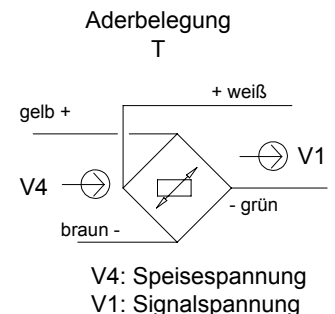 Aderbelegung
T
+ weiß
gelb +
V1
V4
- grün
braun -
V4: Speisespannung
V1: Signalspannung